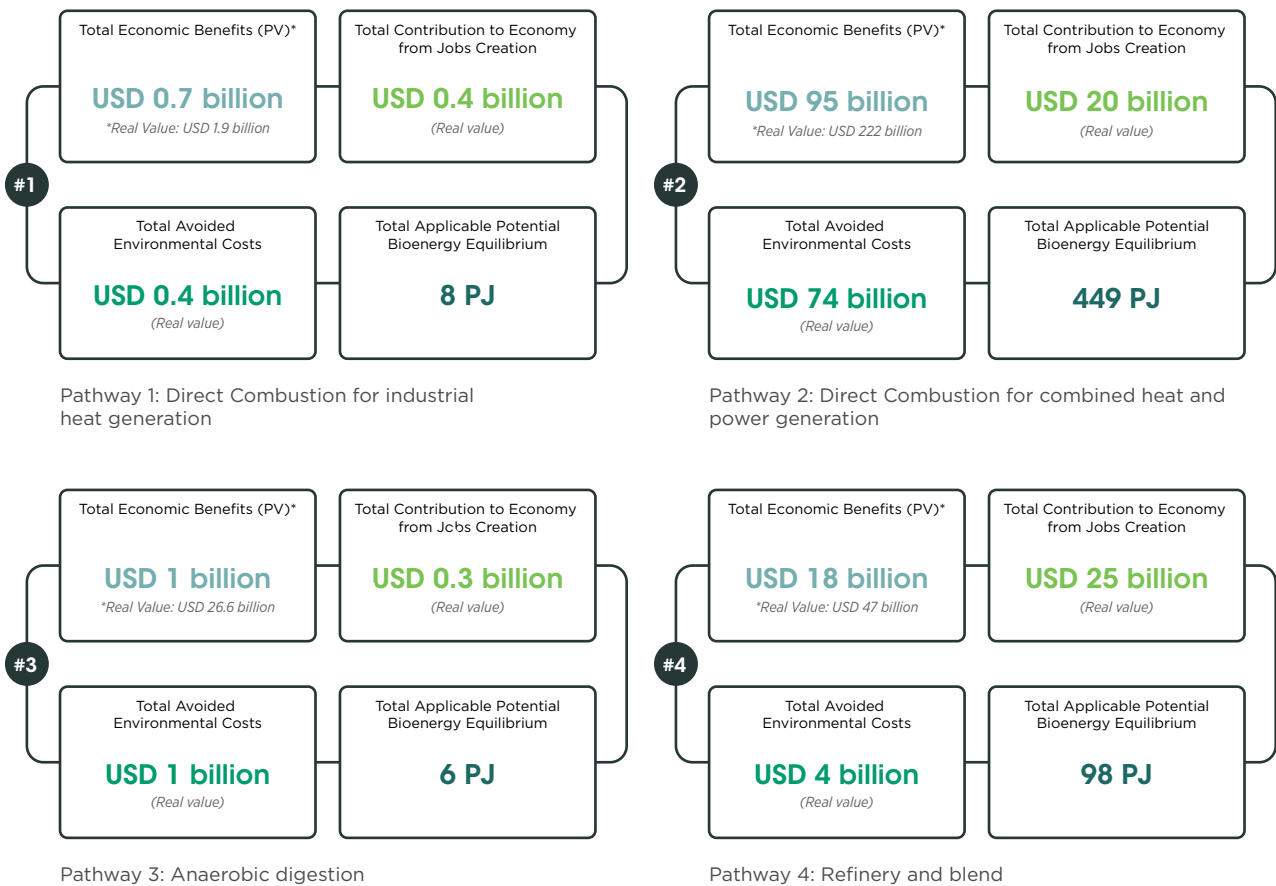 Total Economic Benefits (PV)*
USD 0.7 billion
*Real Value: USD 1.9 billion
Total Contribution to Economy
from Jobs Creation
USD 0.4 billion
(Real value)
#1
Total Avoided
Environmental Costs
USD 0.4 billion
(Real value)
Total Applicable Potential
Bioenergy Equilibrium
8 PJ
Pathway 1: Direct Combustion for industrial
heat generation
Total Economic Benefits (PV)*
USD 95 billion
*Real Value: USD 222 billion
Total Contribution to Economy
from Jobs Creation
USD 20 billion
(Real value)
#2
Total Avoided
Environmental Costs
USD 74 billion
(Real value)
Total Applicable Potential
Bioenergy Equilibrium
449 PJ
Pathway 2: Direct Combustion for combined heat and
power generation
Total Economic Benefits (PV)*
USD 1 billion
*Real Value: USD 26.6 billion
Total Contribution to Economy
from Jobs Creation
USD 0.3 billion
(Real value)
#3
Total Avoided
Environmental Costs
USD 1 billion
(Real value)
Total Applicable Potential
Bioenergy Equilibrium
6 PJ
Pathway 3: Anaerobic digestion
Total Economic Benefits (PV)*
USD 18 billion
*Real Value: USD 47 billion
Total Contribution to Economy
from Jobs Creation
USD 25 billion
(Real value)
#4
Total Avoided
Environmental Costs
USD 4 billion
(Real value)
Total Applicable Potential
Bioenergy Equilibrium
98 PJ
Pathway 4: Refinery and blend